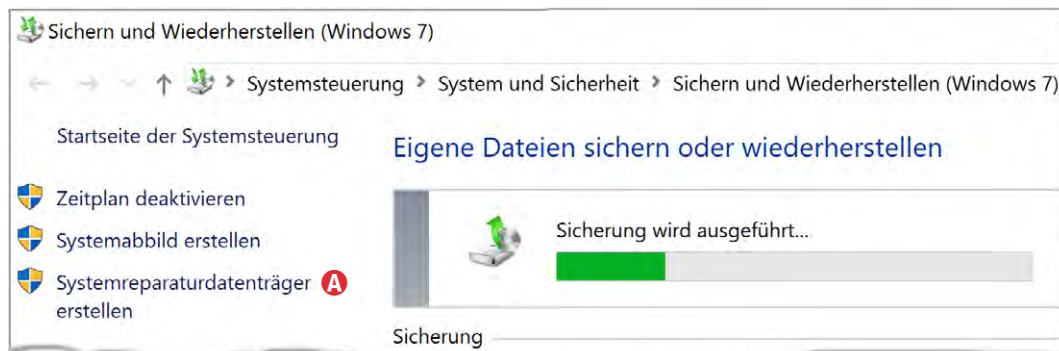 Sichern und Wiederherstellen (Windows 7)
Systemsteuerung > System und Sicherheit > Sichern und Wiederherstellen (Windows 7)
Startseite der Systemsteuerung
Zeitplan deaktivieren
Systemabbild erstellen
Systemreparaturdatenträger A
erstellen
Eigene Dateien sichern oder wiederherstellen
Sicherung wird ausgeführt...
Sicherung